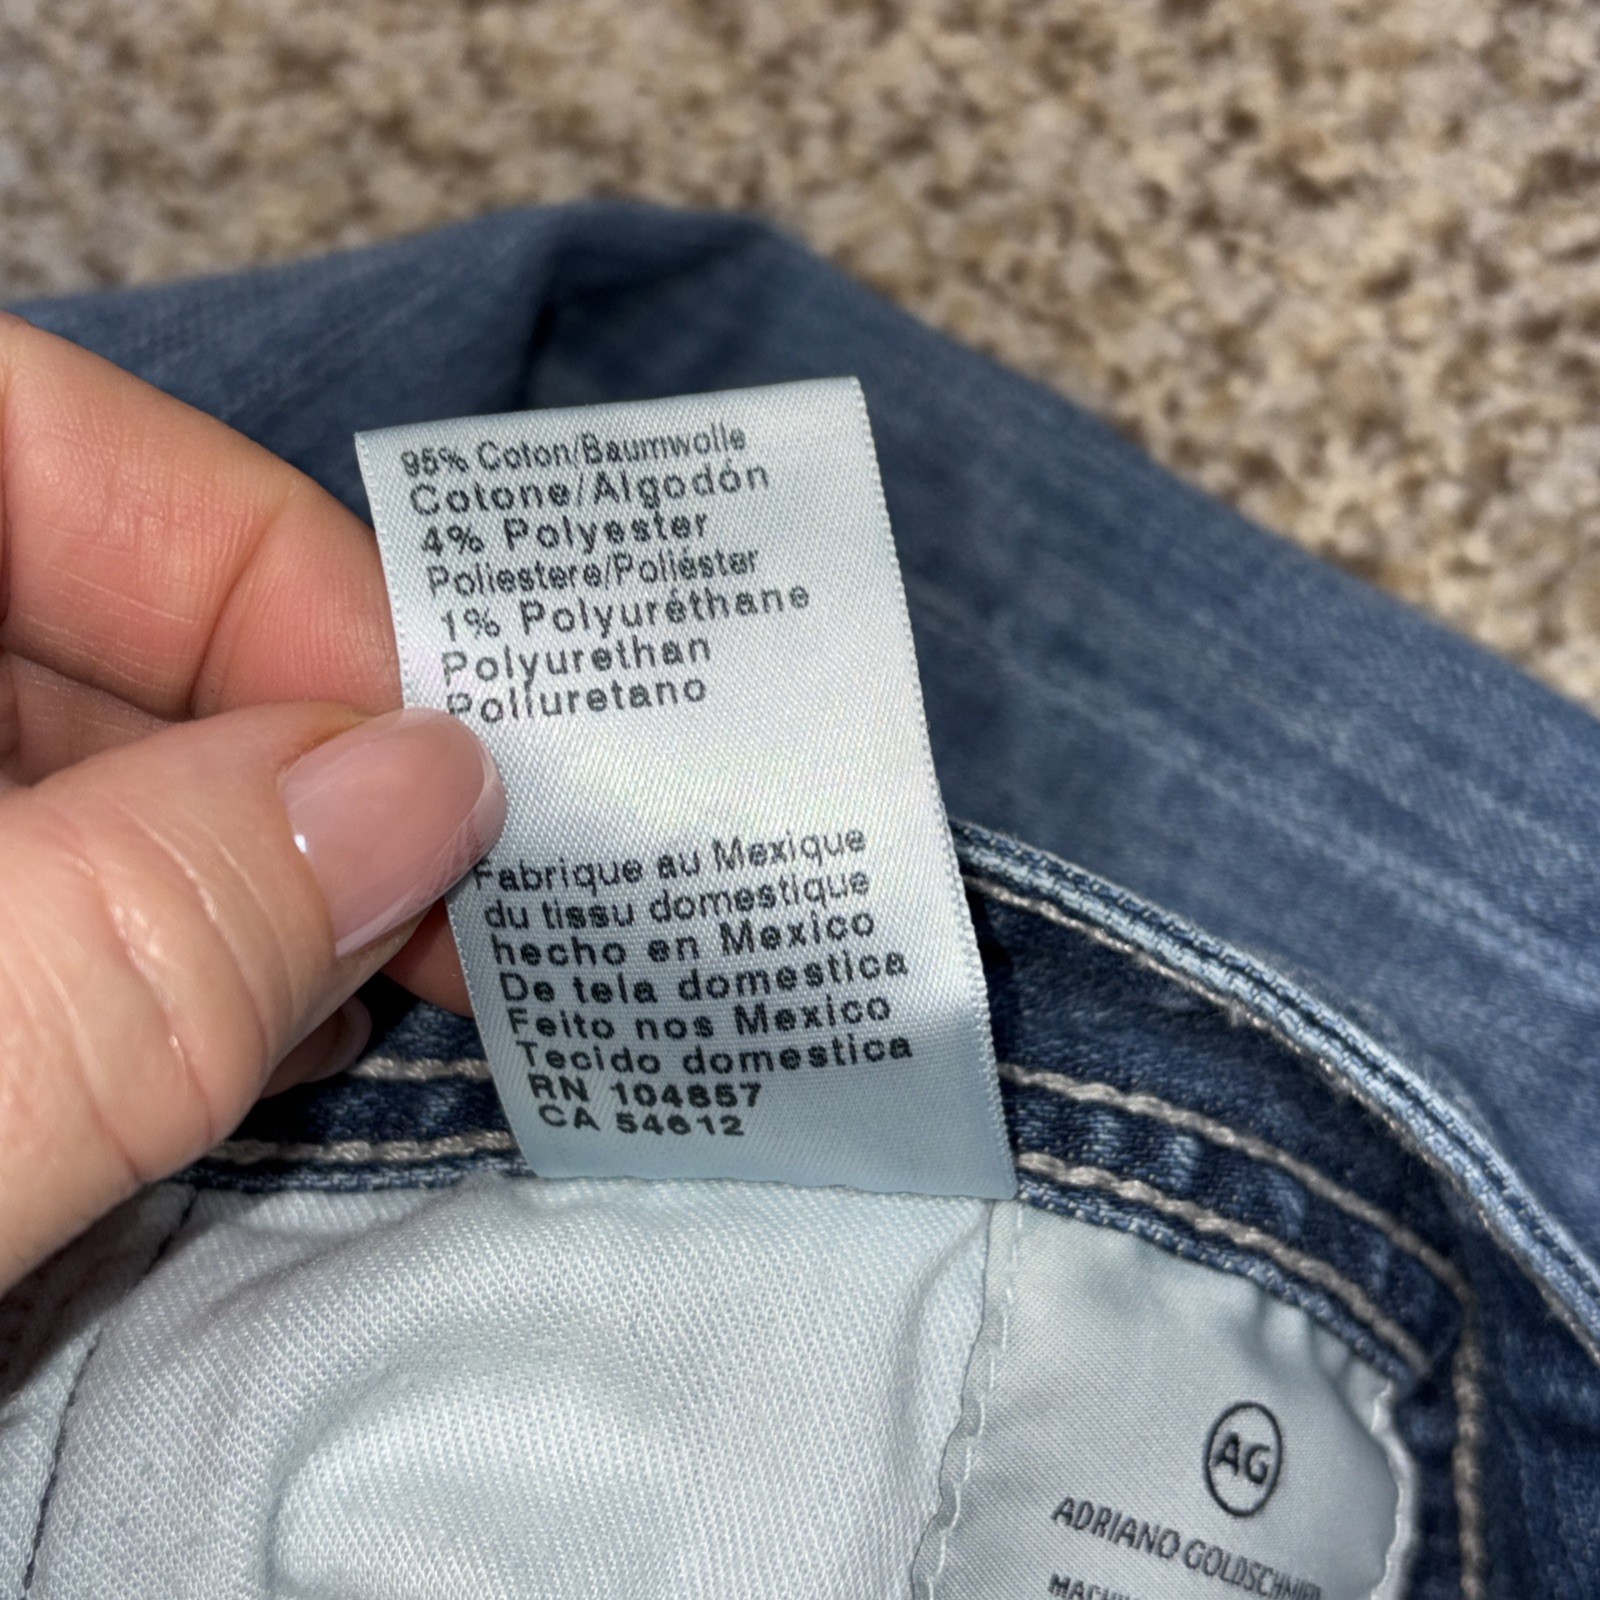 95% Coton/Baumwolle
Cotone/Algodón
4% Polyester
Poliestere/Poliéster
1% Polyuréthane
Polyurethan
Poliuretano
Fabrique au Mexique
du tissu domestique
hecho en Mexico
De tela domestica
Feito nos Mexico
Tecido domestica
RN 104857
CA 54612
AG
ADRIANO GOLDSCHMIED